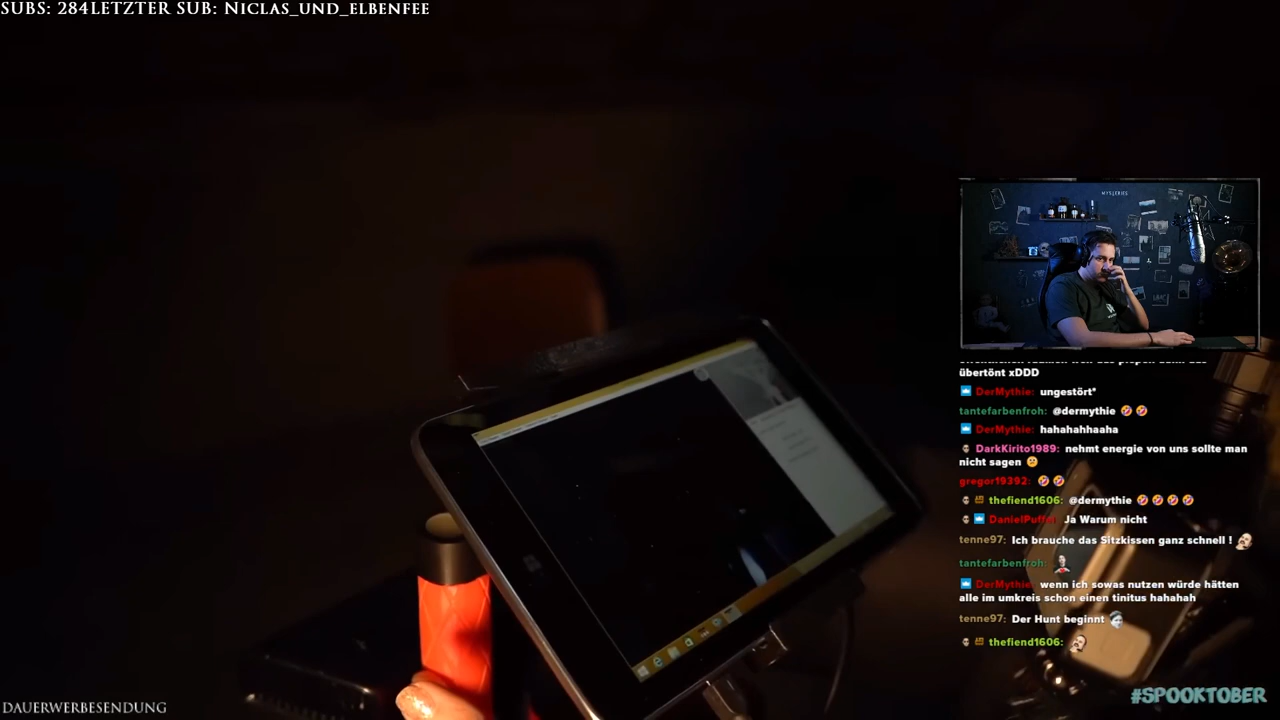 SUBS: 284LETZTER SUB: NICLAS_UND_ELBENFEE
MYSTERIES
übertönt xDDD
DerMythie: ungestört*
tantefarbenfroh: @dermythie
DerMythie: hahahahhaaha
DarkKirito1989: nehmt energie von uns sollte man
nicht sagen
gregor19392:
thefiend1606: @dermythie
Ja Warum nicht
tenne97: Ich brauche das Sitzkissen ganz schnell !
tantefarbenfroh:
DerMythie: wenn ich sowas nutzen würde hätten
alle im umkreis schon einen tinitus hahahah
tenne97: Der Hunt beginnt
thefiend1606:
DAUERWERBESENDUNG
#SPOOKTOBER